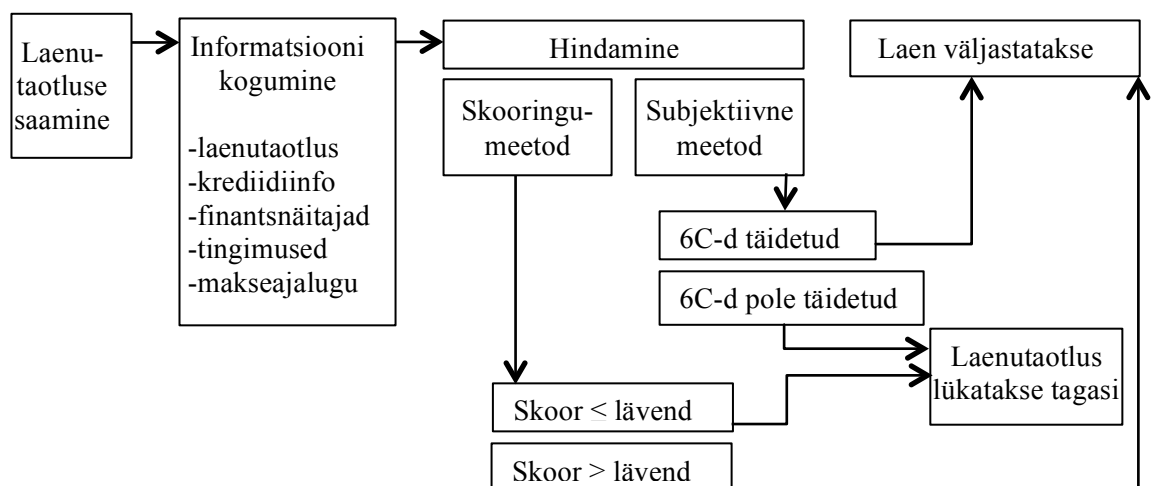 Laenu-
taotluse
saamine
Informatsiooni
kogumine
-laenutaotlus
-krediidiinfo
-finantsnäitajad
-tingimused
-makseajalugu
Hindamine
Skooringu-
meetod
Subjektiivne
meetod
Laen väljastatakse
6C-d täidetud
6C-d pole täidetud
Laenutaotlus
lükatakse tagasi
Skoor ≤ lävend
Skoor > lävend